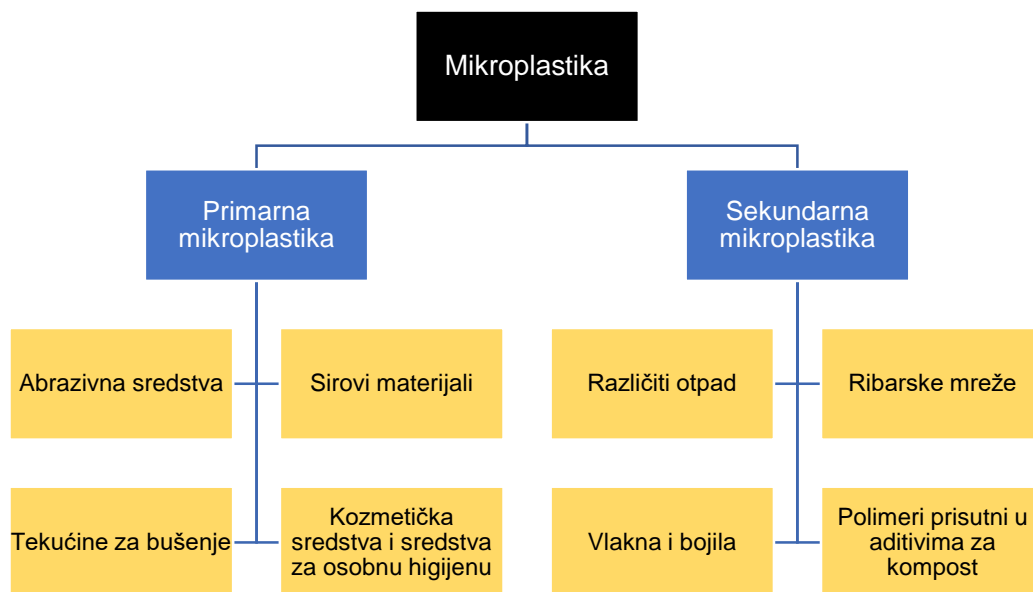 Mikroplastika
Primarna
mikroplastika
Sekundarna
mikroplastika
Abrazivna sredstva
Sirovi materijali
Različiti otpad
Ribarske mreže
Tekućine za bušenje
Kozmetička
sredstva i sredstva
za osobnu higijenu
Vlakna i bojila
Polimeri prisutni u
aditivima za
kompost